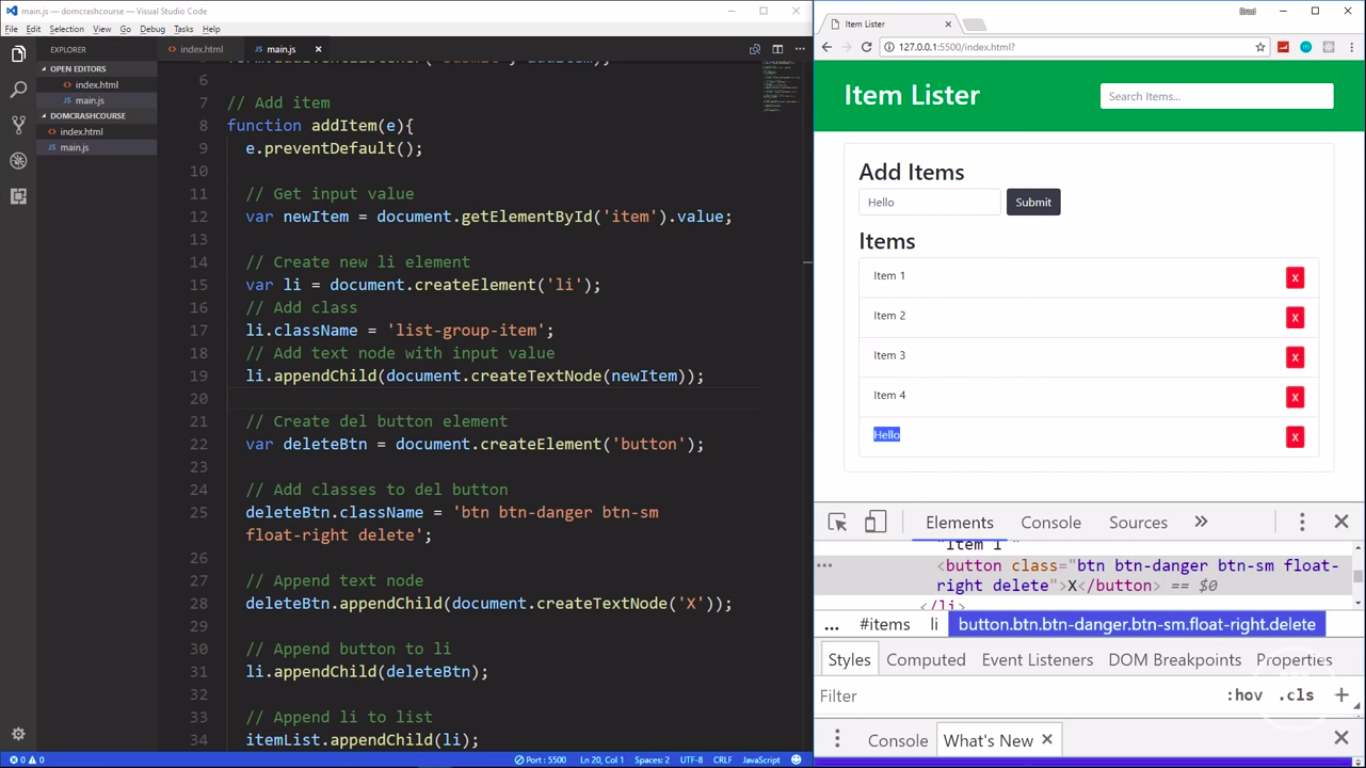 main.js - domcrashcourse - Visual Studio Code
File Edit Selection View Go Debug Tasks Help
EXPLORER
OPEN EDITORS
index.html
main.js
DOMCRASHCOURSE
index.html
main.js
index.html
main.js
6
7 // Add item
8 function addItem(e){
9 e.preventDefault();
10
11 // Get input value
12 var newItem = document.getElementById('item').value;
13
14 // Create new li element
15 var li = document.createElement('li');
16 // Add class
17 li.className = 'list-group-item';
18 // Add text node with input value
19 li.appendChild(document.createTextNode(newItem));
20
21 // Create del button element
22 var deleteBtn = document.createElement('button');
23
24 // Add classes to del button
25 deleteBtn.className = 'btn btn-danger btn-sm
float-right delete';
26
27 // Append text node
28 deleteBtn.appendChild(document.createTextNode('X'));
29
30 // Append button to li
31 li.appendChild(deleteBtn);
32
33 // Append li to list
34 itemList.appendChild(li);
0 0
Port : 5500 Ln 20, Col 1 Spaces: 2 UTF-8 CRLF JavaScript
Item Lister
Brad
127.0.0.1:5500/index.html?
Item Lister
Search Items...
Add Items
Hello Submit
Items
Item 1 X
Item 2 X
Item 3 X
Item 4 X
Hello X
Elements Console Sources »
"Item 1"
<button class="btn btn-danger btn-sm float-
right delete">X</button> == $0
</li>
... #items li button.btn.btn-danger.btn-sm.float-right.delete
Styles Computed Event Listeners DOM Breakpoints Properties
Filter :hov .cls +
Console What's New